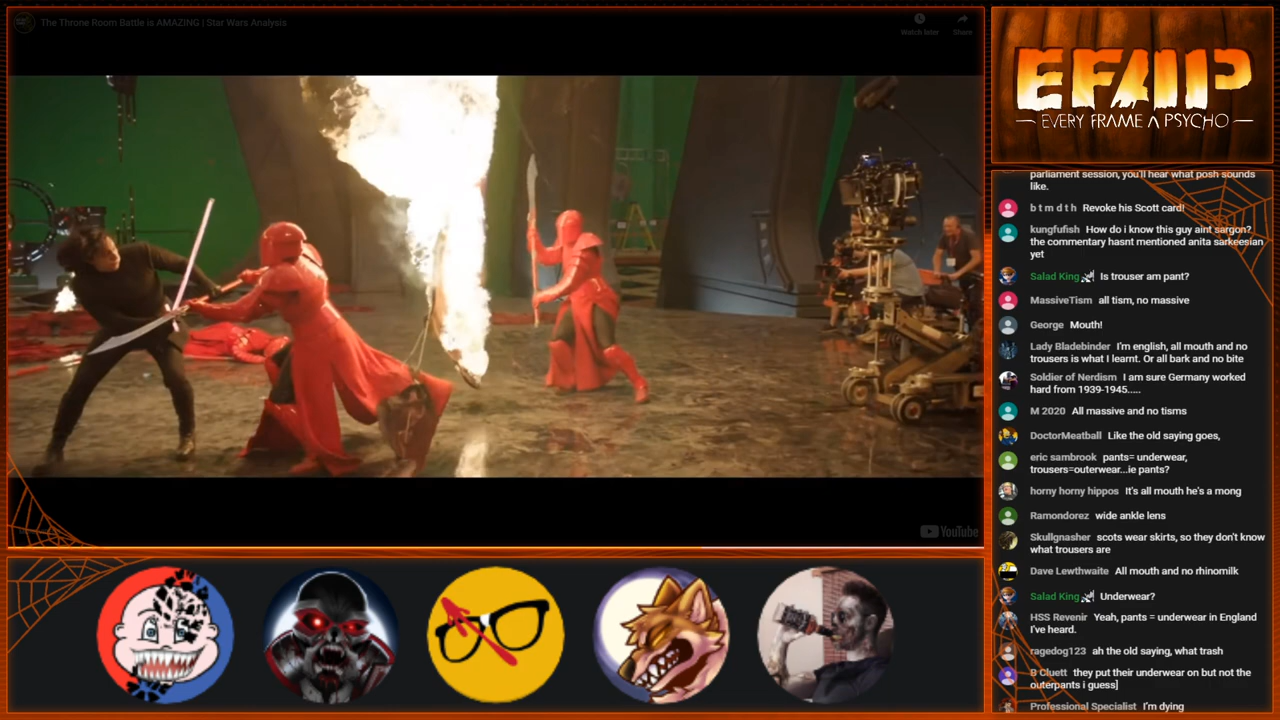 The Throne Room Battle is AMAZING | Star Wars Analysis
Watch later
Share
YouTube
EFAP
EVERY FRAME A PSYCHO
parliament session, you'll hear what posh sounds
like.
b t m d t h Revoke his Scott card!
kungfufish How do i know this guy aint sargon?
the commentary hasnt mentioned anita sarkeesian
yet
Salad King Is trouser am pant?
MassiveTism all tism, no massive
George Mouth!
Lady Bladebinder I'm english, all mouth and no
trousers is what I learnt. Or all bark and no bite
Soldier of Nerdism I am sure Germany worked
hard from 1939-1945.....
M 2020 All massive and no tisms
DoctorMeatball Like the old saying goes,
eric sambrook pants= underwear,
trousers=outerwear...ie pants?
horny horny hippos It's all mouth he's a mong
Ramondorez wide ankle lens
Skullgnasher scots wear skirts, so they don't know
what trousers are
Dave Lewthwaite All mouth and no rhinomilk
Salad King Underwear?
HSS Revenir Yeah, pants = underwear in England
I've heard.
ragedog123 ah the old saying, what trash
B Cluett they put their underwear on but not the
outerpants i guess]
Professional Specialist I'm dying